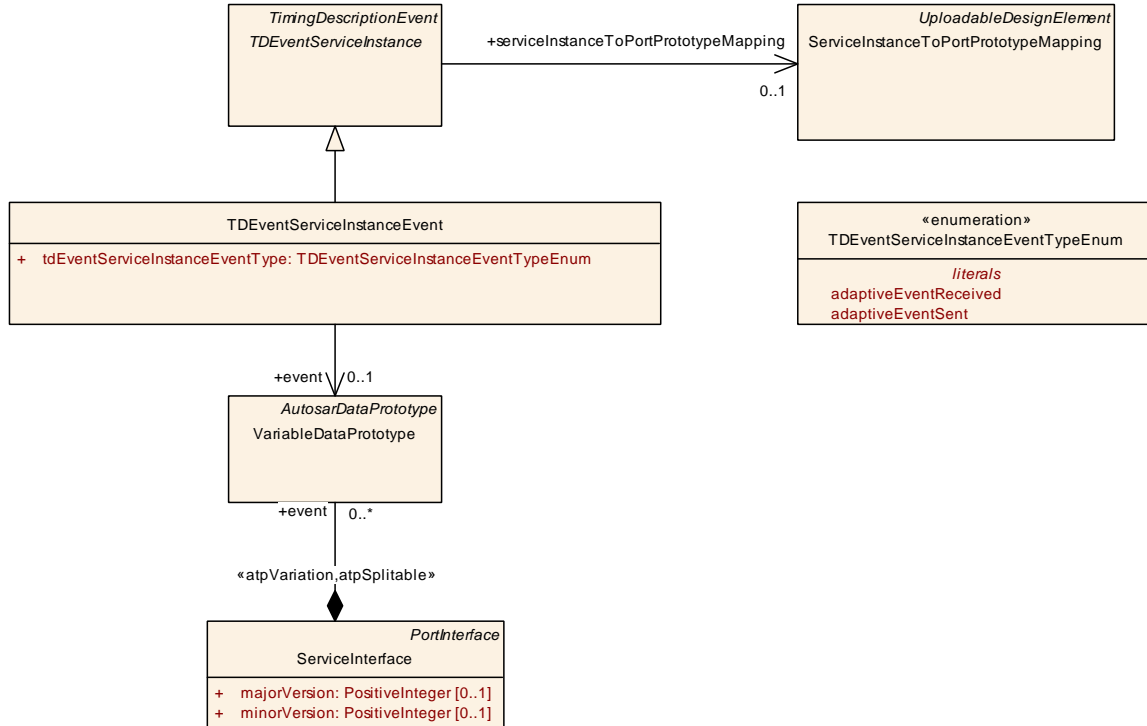 TimingDescriptionEvent
TDEventServiceInstance
+serviceInstanceToPortPrototypeMapping
0..1
UploadableDesignElement
ServiceInstanceToPortPrototypeMapping
TDEventServiceInstanceEvent
+ tdEventServiceInstanceEventType: TDEventServiceInstanceEventTypeEnum
«enumeration»
TDEventServiceInstanceEventTypeEnum
literals
adaptiveEventReceived
adaptiveEventSent
+event 0..1
AutosarDataPrototype
VariableDataPrototype
+event 0..*
«atpVariation,atpSplitable»
PortInterface
ServiceInterface
+ majorVersion: PositiveInteger [0..1]
+ minorVersion: PositiveInteger [0..1]